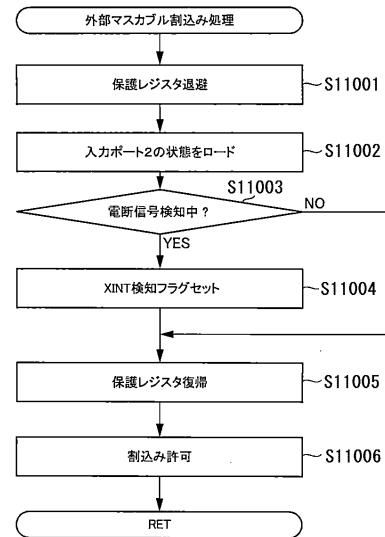 外部マスカブル割込み処理
保護レジスタ退避
S11001
入力ポート2の状態をロード
S11002
S11003
電断信号検知中?
NO
YES
XINT検知フラグセット
S11004
保護レジスタ復帰
S11005
割込み許可
S11006
RET